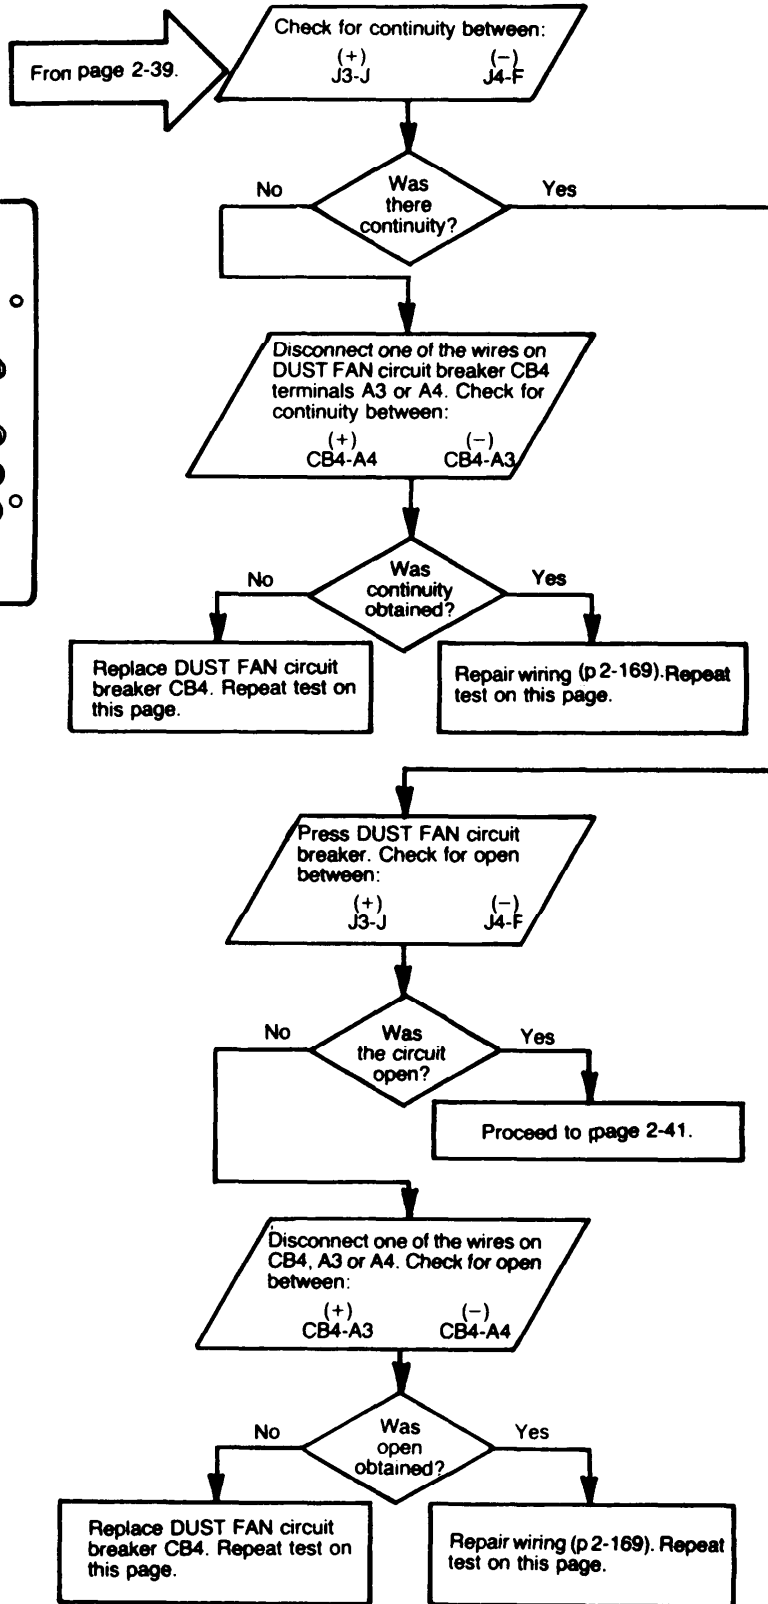 Check for continuity between:
(+) (−)
J3-J J4-F
Fron page 2-39.
Was
there
continuity?
No
Yes
Disconnect one of the wires on
DUST FAN circuit breaker CB4
terminals A3 or A4. Check for
continuity between:
(+) (−)
CB4-A4 CB4-A3
Was
continuity
obtained?
No
Yes
Replace DUST FAN circuit
breaker CB4. Repeat test on
this page.
Repair wiring (p 2-169). Repeat
test on this page.
Press DUST FAN circuit
breaker. Check for open
between:
(+) (−)
J3-J J4-F
Was
the circuit
open?
No
Yes
Proceed to page 2-41.
Disconnect one of the wires on
CB4, A3 or A4. Check for open
between:
(+) (−)
CB4-A3 CB4-A4
Was
open
obtained?
No
Yes
Replace DUST FAN circuit
breaker CB4. Repeat test on
this page.
Repair wiring (p 2-169). Repeat
test on this page.